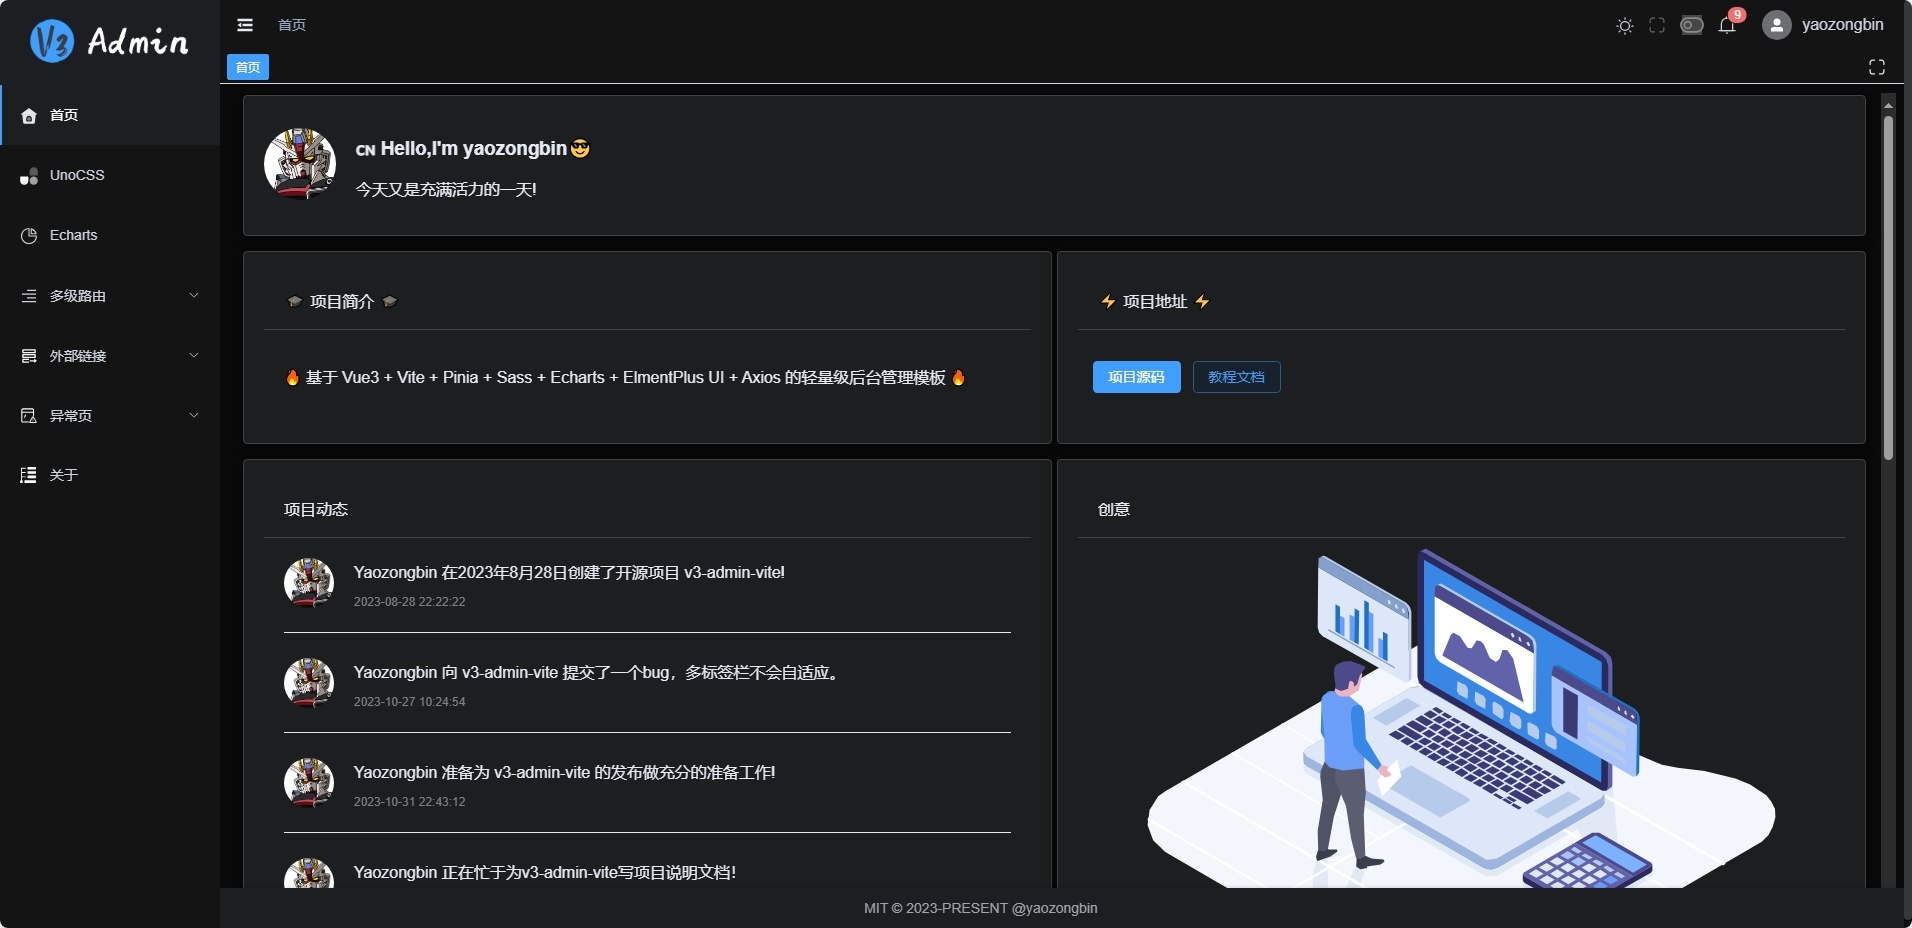 V3 Admin
首页
UnoCSS
Echarts
多级路由
外部链接
异常页
关于
首页
9
yaozongbin
首页
CN Hello,I'm yaozongbin😎
今天又是充满活力的一天!
🎓 项目简介 🎓
🔥 基于 Vue3 + Vite + Pinia + Sass + Echarts + ElmentPlus UI + Axios 的轻量级后台管理模板 🔥
⚡ 项目地址 ⚡
项目源码 教程文档
项目动态
Yaozongbin 在2023年8月28日创建了开源项目 v3-admin-vite!
2023-08-28 22:22:22
Yaozongbin 向 v3-admin-vite 提交了一个bug，多标签栏不会自适应。
2023-10-27 10:24:54
Yaozongbin 准备为 v3-admin-vite 的发布做充分的准备工作!
2023-10-31 22:43:12
Yaozongbin 正在忙于为v3-admin-vite写项目说明文档!
创意
MIT © 2023-PRESENT @yaozongbin